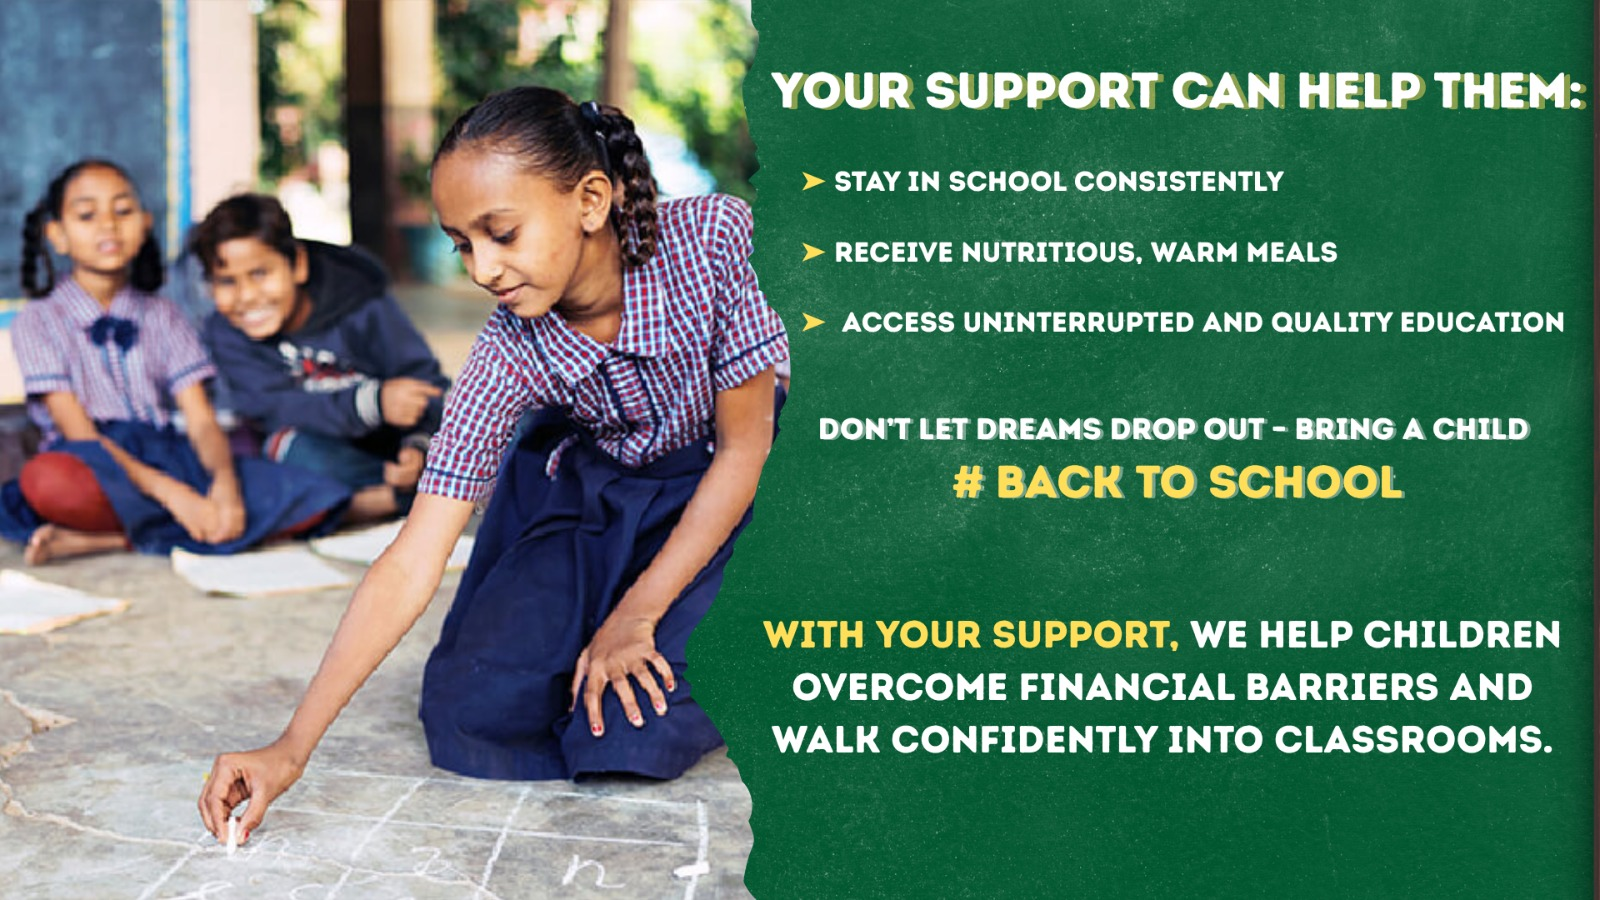 YOUR SUPPORT CAN HELP THEM:
➤ STAY IN SCHOOL CONSISTENTLY
➤ RECEIVE NUTRITIOUS, WARM MEALS
➤ ACCESS UNINTERRUPTED AND QUALITY EDUCATION
DON'T LET DREAMS DROP OUT – BRING A CHILD
# BACK TO SCHOOL
WITH YOUR SUPPORT, WE HELP CHILDREN
OVERCOME FINANCIAL BARRIERS AND
WALK CONFIDENTLY INTO CLASSROOMS.